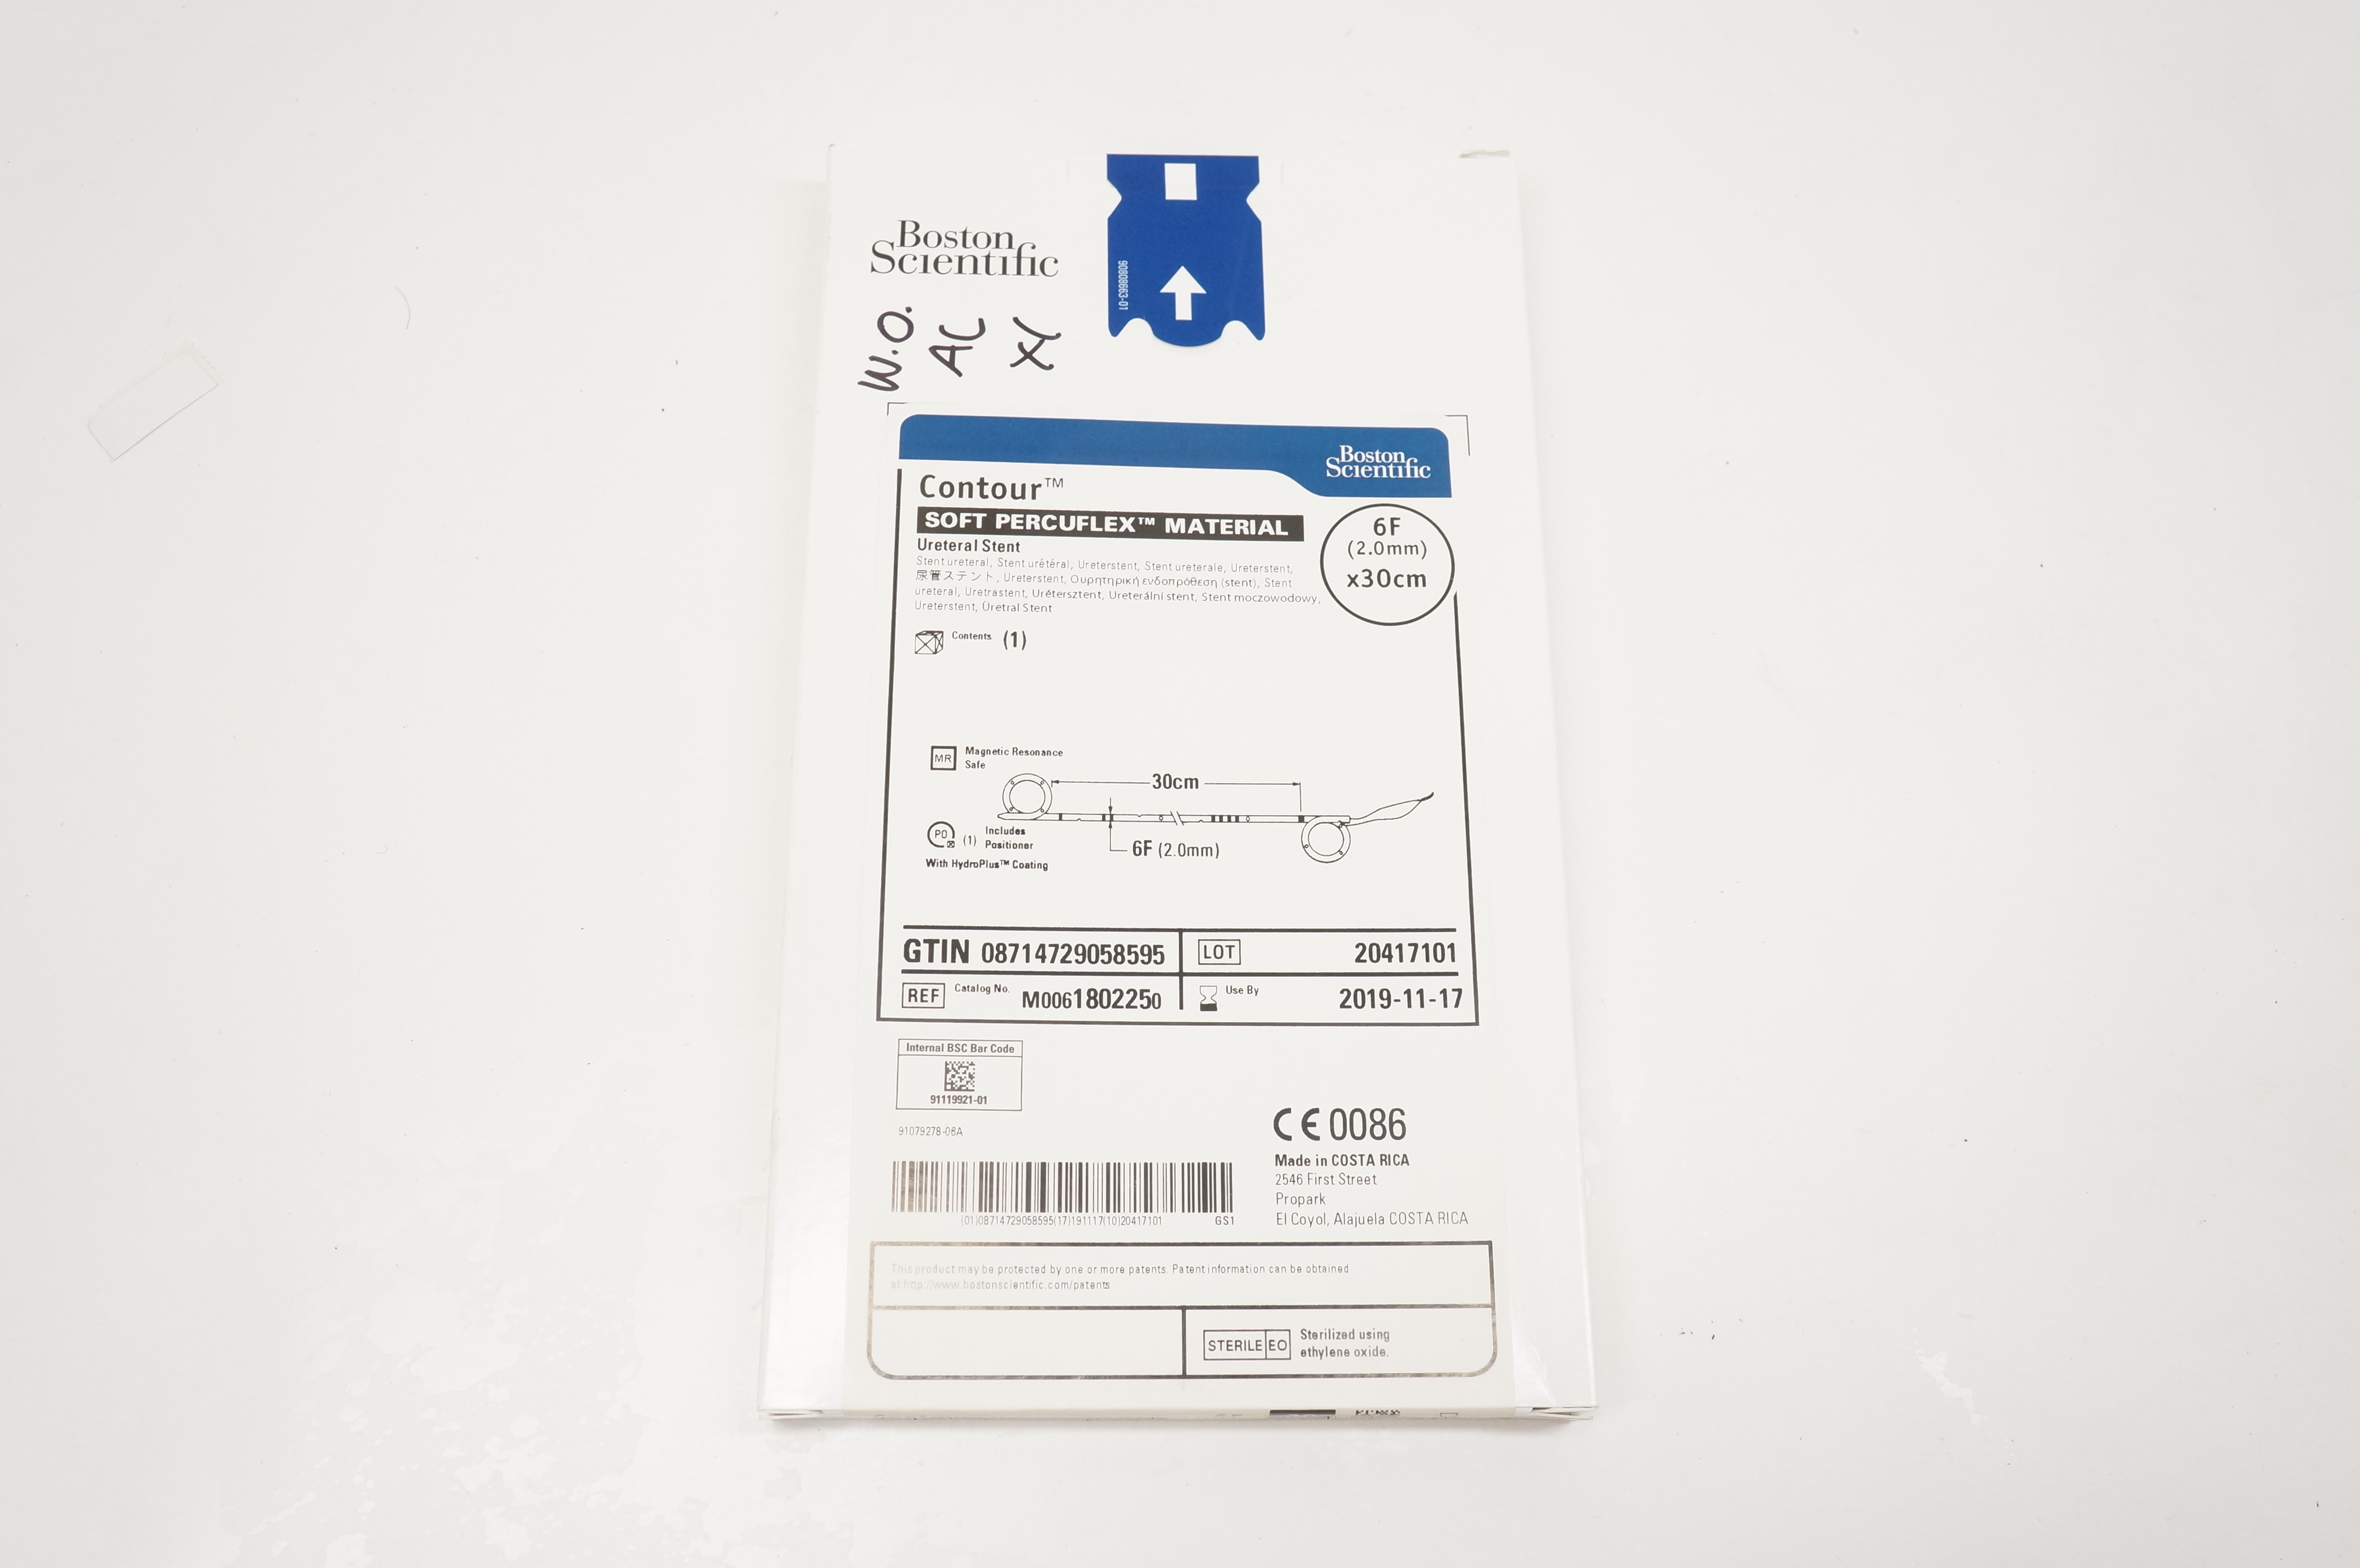 Boston
Scientific
90808663-01
W.O.
AC
X(
Boston
Scientific
Contour™
SOFT PERCUFLEX™ MATERIAL
Ureteral Stent
Stent ureteral, Stent urétéral, Ureterstent, Stent ureterale, Ureterstent,
尿管ステント, Ureterstent, Ουρητηρική ενδοπρόθεση (stent), Stent
ureteral, Uretrastent, Urétersztent, Ureterální stent, Stent moczowodowy,
Ureterstent, Üretral Stent
6F
(2.0mm)
x30cm
Contents (1)
MR Magnetic Resonance
Safe
30cm
PO (1) Includes
Positioner
With HydroPlus™ Coating
6F (2.0mm)
GTIN 08714729058595
LOT 20417101
REF Catalog No. M0061802250
Use By 2019-11-17
Internal BSC Bar Code
91119921-01
91079278-06A
CE 0086
Made in COSTA RICA
2546 First Street
Propark
El Coyol, Alajuela COSTA RICA
(01)08714729058595(17)191117(10)20417101 GS1
This product may be protected by one or more patents. Patent information can be obtained
at http://www.bostonscientific.com/patents
STERILE EO Sterilized using
ethylene oxide.